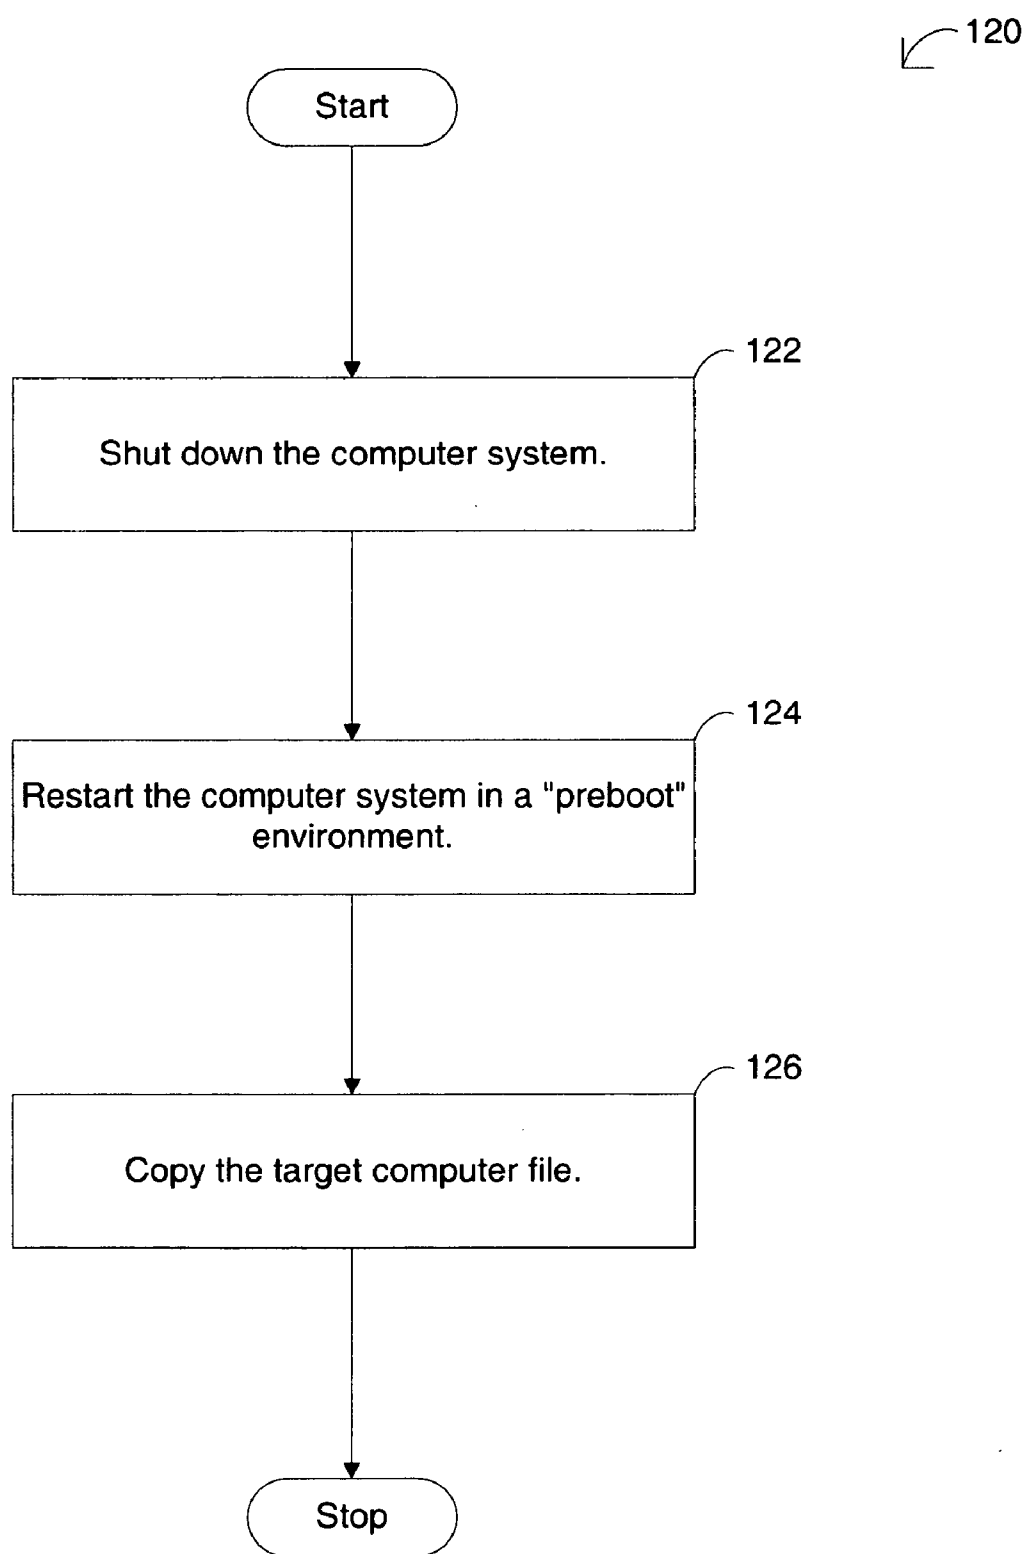 120
Start
122
Shut down the computer system.
124
Restart the computer system in a "preboot"
environment.
126
Copy the target computer file.
Stop